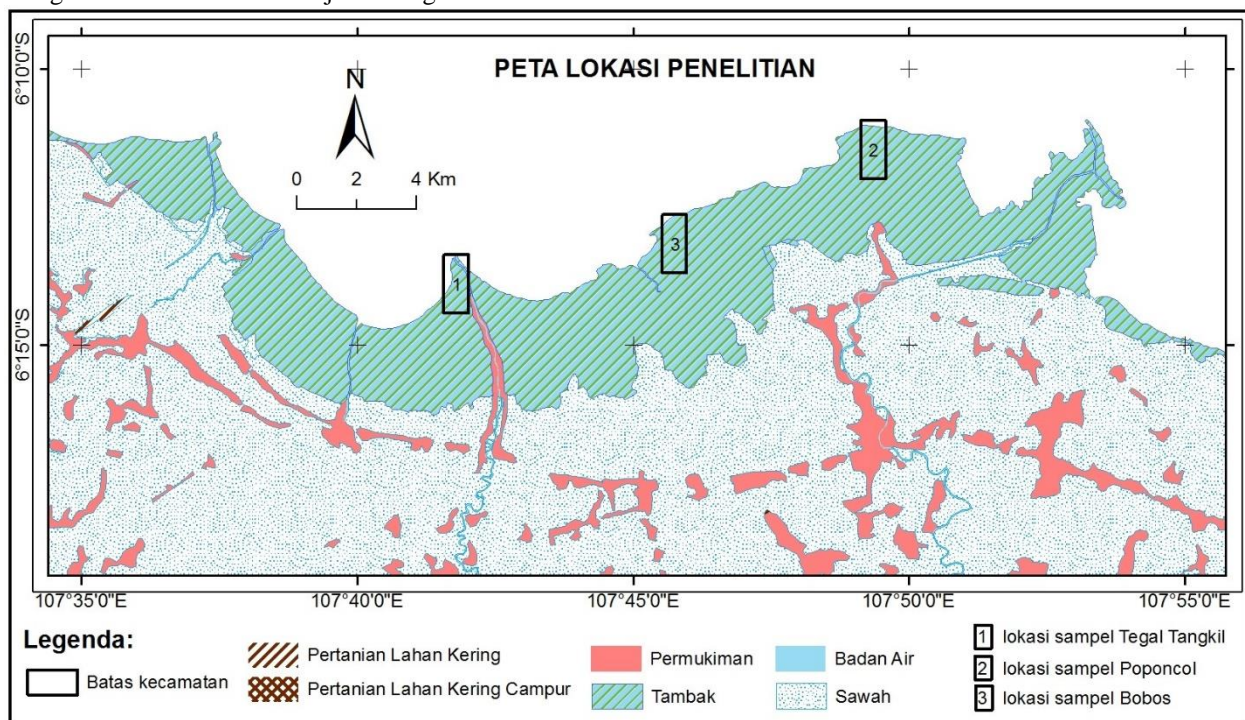 PETA LOKASI PENELITIAN
6°10'0"S
6°15'0"S
N
0 2 4 Km
1
2
3
107°35'0"E 107°40'0"E 107°45'0"E 107°50'0"E 107°55'0"E
Legenda:
Batas kecamatan
Pertanian Lahan Kering
Pertanian Lahan Kering Campur
Permukiman
Tambak
Badan Air
Sawah
1 lokasi sampel Tegal Tangkil
2 lokasi sampel Poponcol
3 lokasi sampel Bobos